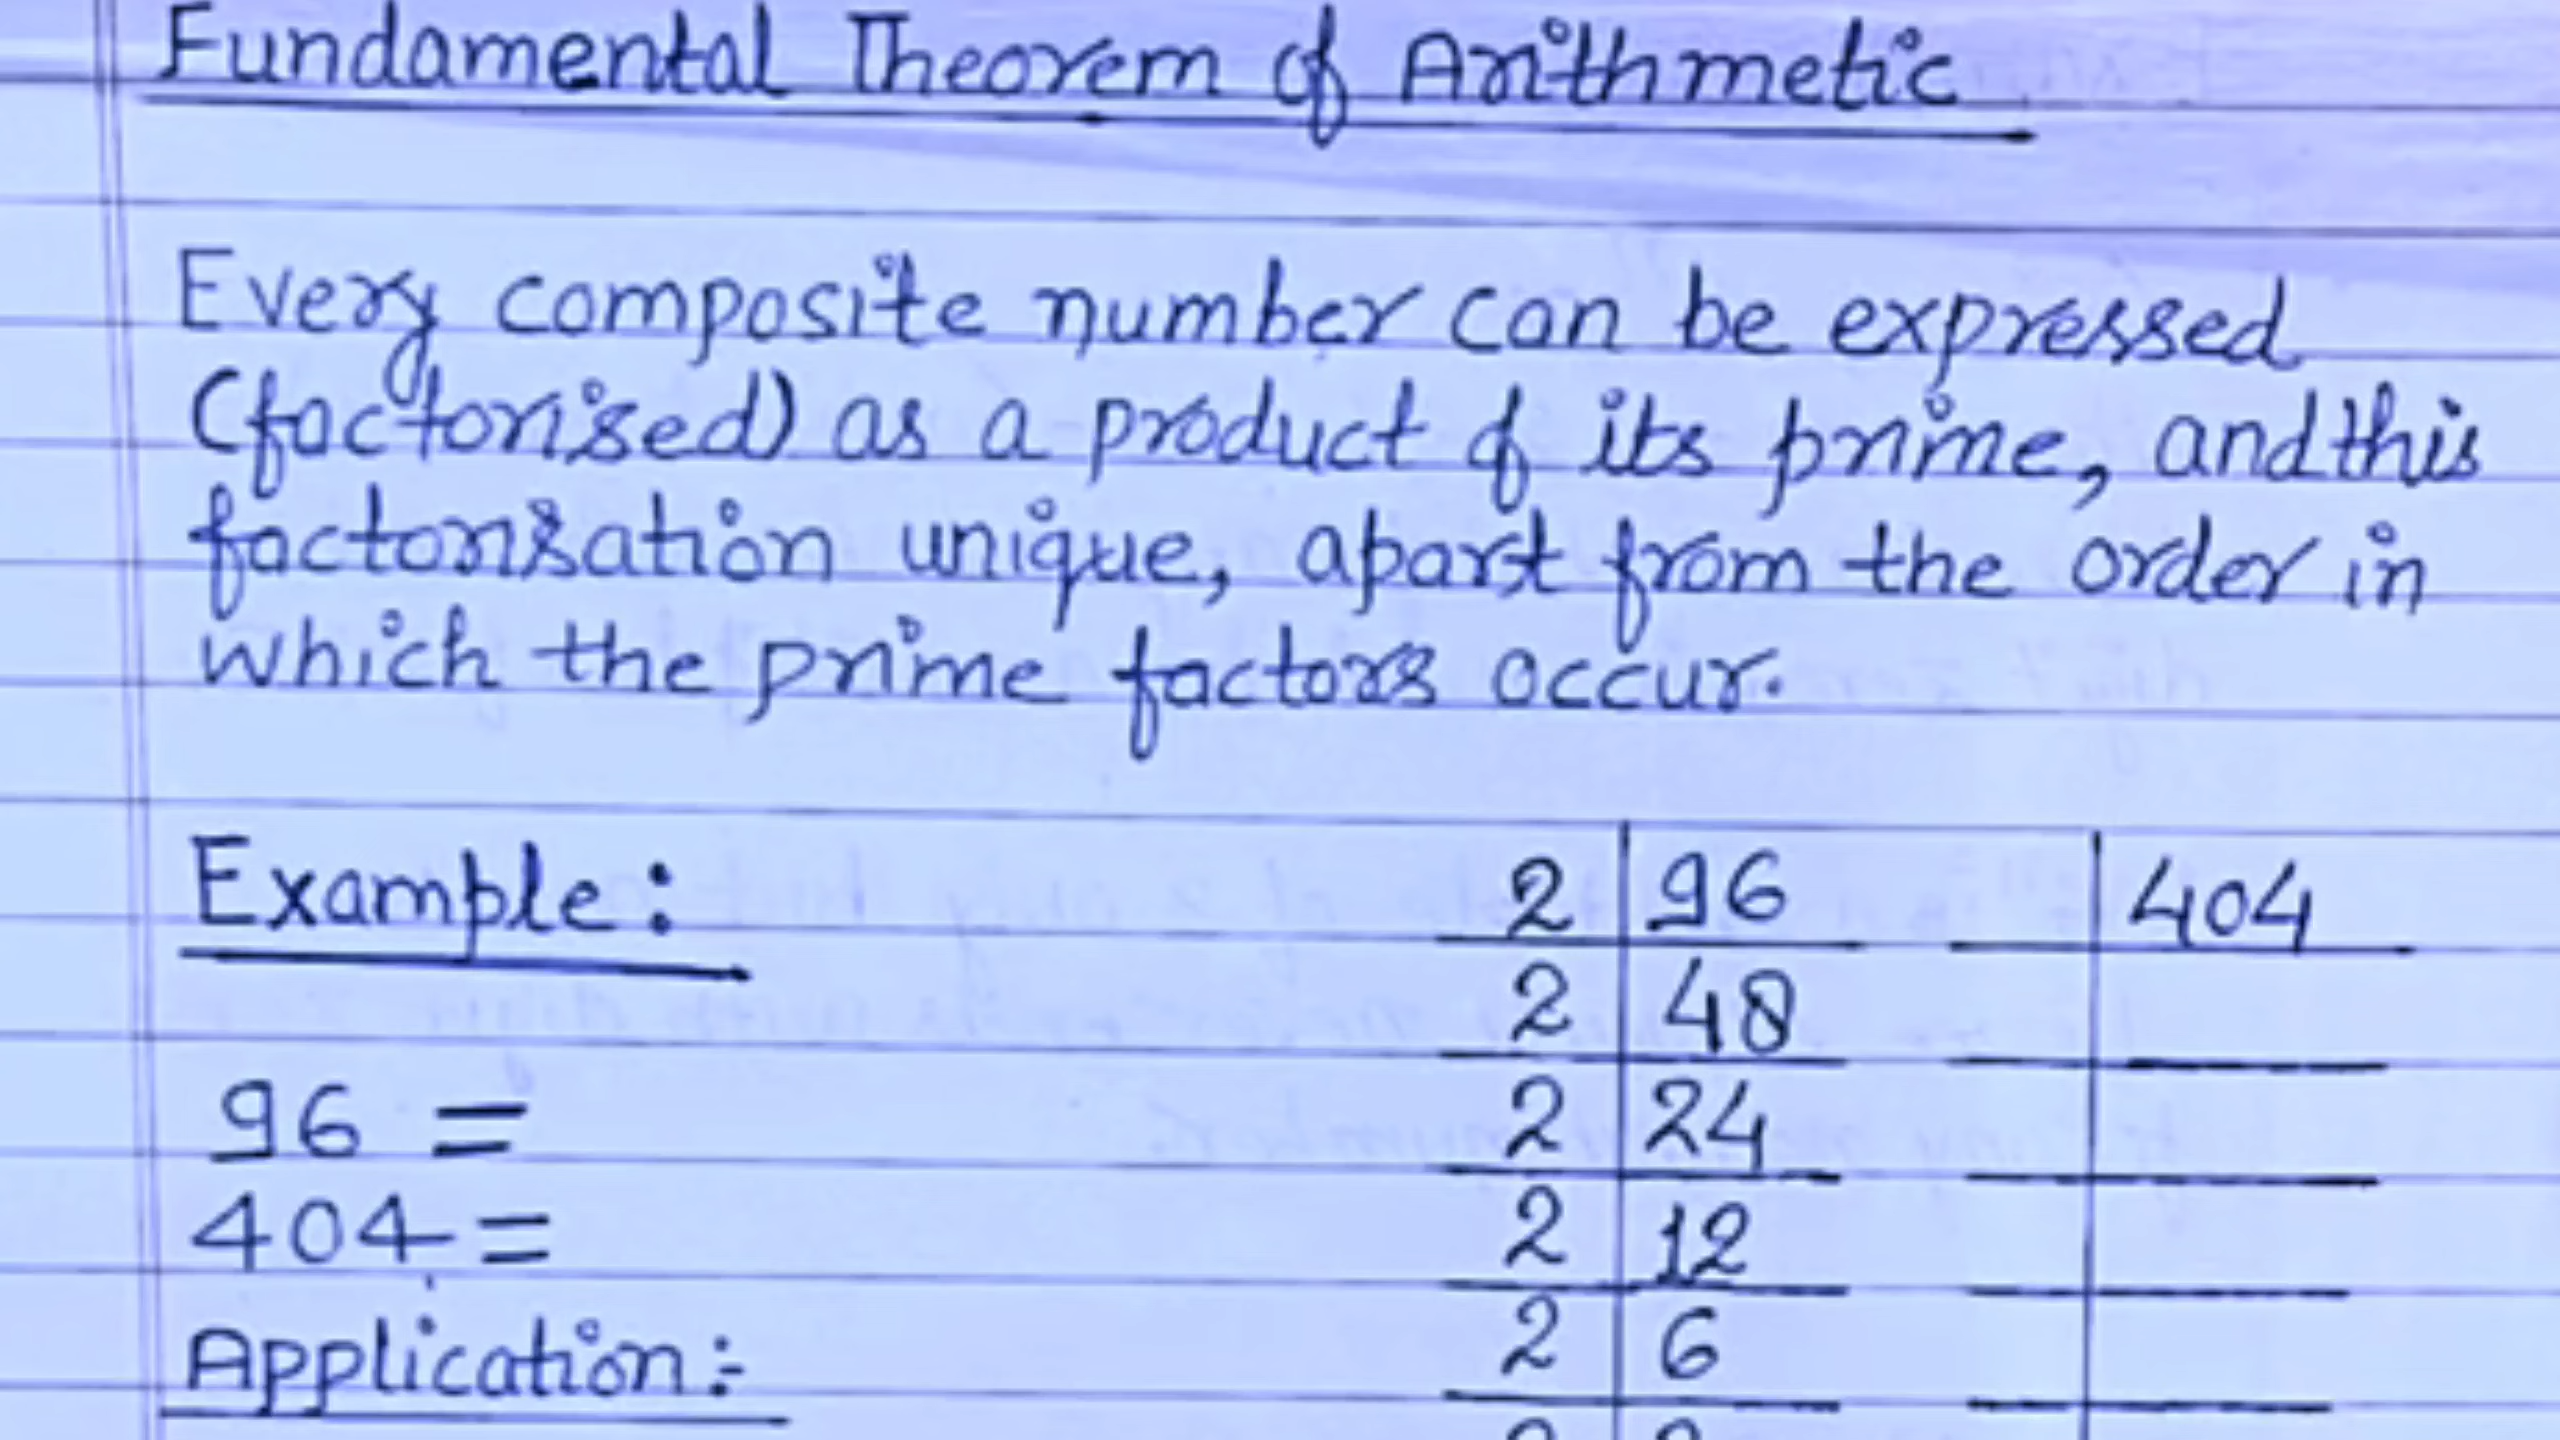 Fundamental Theorem of Arithmetic
Every composite number can be expressed
(factorised) as a product of its prime, and this
factorisation unique, apart from the order in
which the prime factors occur.
Example:
2 | 96 | 404
2 | 48
96 =
2 | 24
404 =
2 | 12
Application:-
2 | 6